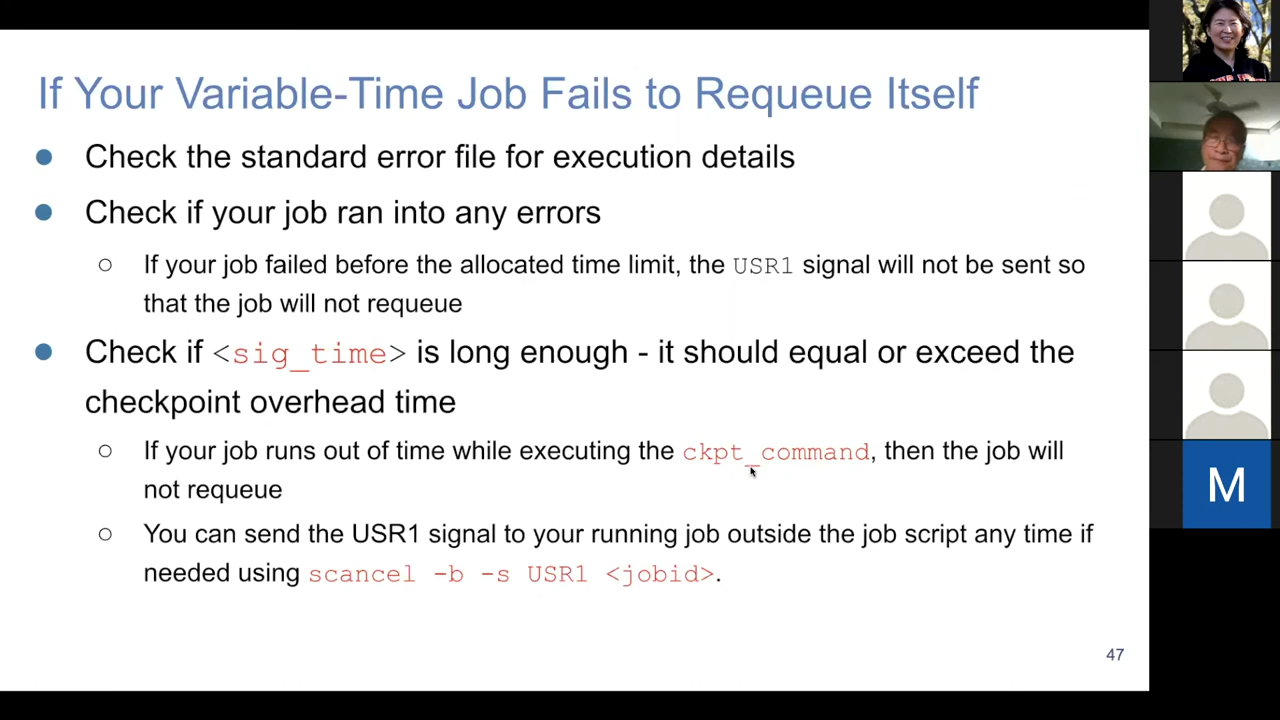 If Your Variable-Time Job Fails to Requeue Itself
● Check the standard error file for execution details
● Check if your job ran into any errors
○ If your job failed before the allocated time limit, the USR1 signal will not be sent so
that the job will not requeue
● Check if <sig_time> is long enough - it should equal or exceed the
checkpoint overhead time
○ If your job runs out of time while executing the ckpt_command, then the job will
not requeue
○ You can send the USR1 signal to your running job outside the job script any time if
needed using scancel -b -s USR1 <jobid>.
47
M